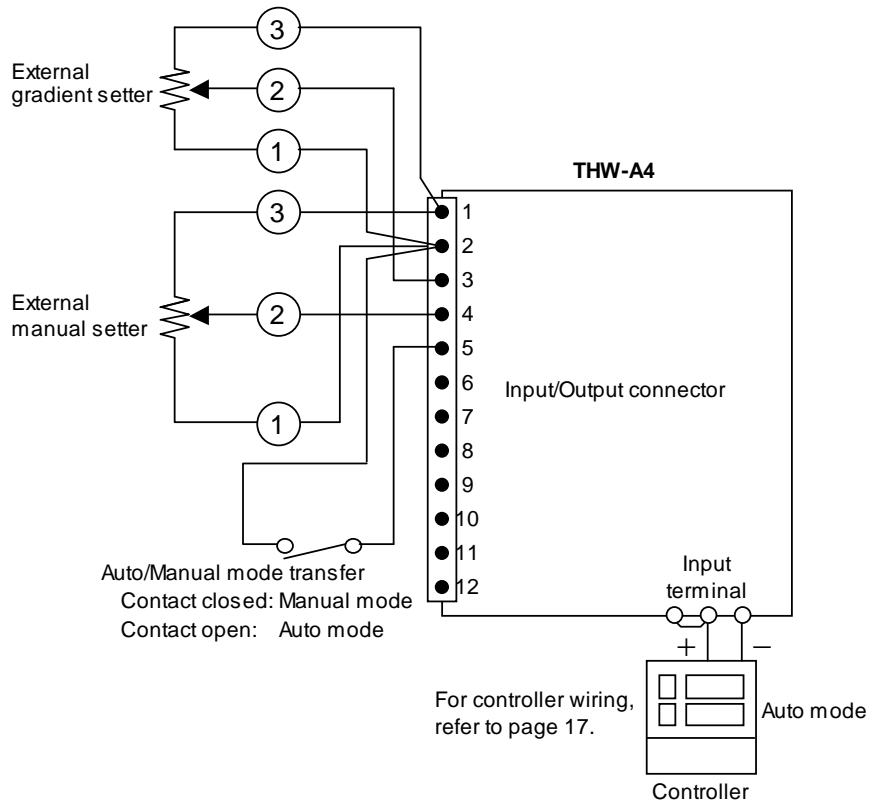 3
External
gradient setter
2
1
THW-A4
3
1
2
3
External
manual setter
2
4
5
6
Input/Output connector
1
7
8
9
10
11
12
Auto/Manual mode transfer
Contact closed: Manual mode
Contact open: Auto mode
Input
terminal
+ −
For controller wiring,
refer to page 17.
Auto mode
Controller